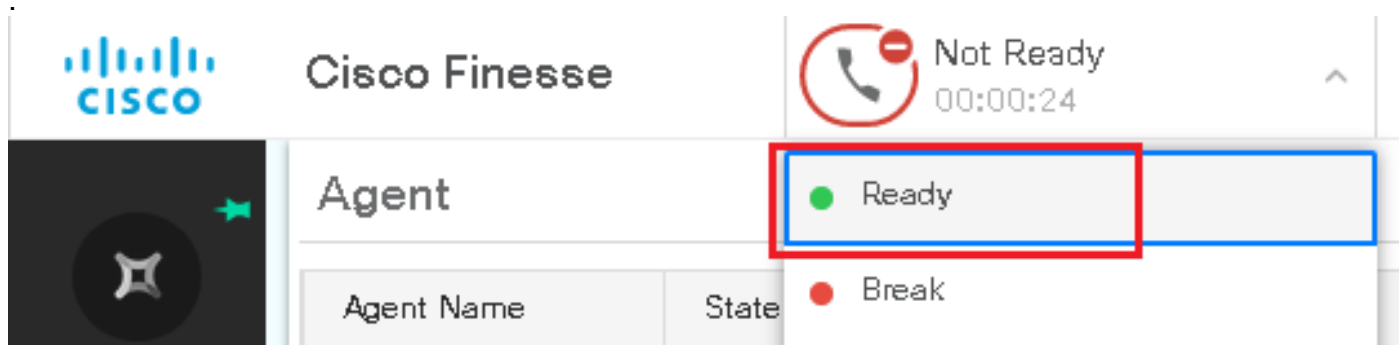 .
CISCO
Cisco Finesse
Not Ready
00:00:24
Agent
Ready
Agent Name
State
Break